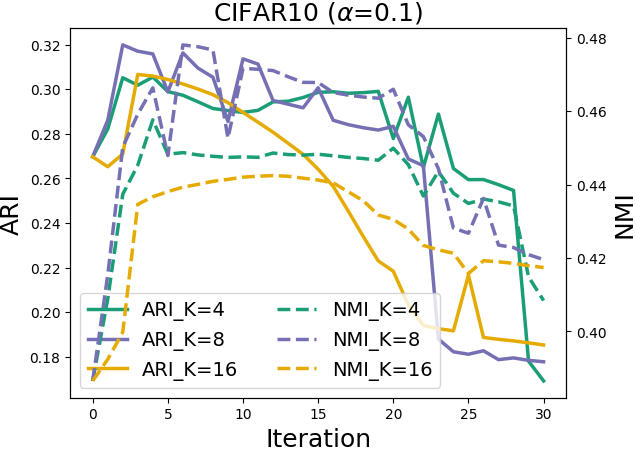 CIFAR10 (α=0.1)
ARI
0.32
0.30
0.28
0.26
0.24
0.22
0.20
0.18
0.48
0.46
0.44
0.42
0.40
NMI
ARI_K=4
NMI_K=4
ARI_K=8
NMI_K=8
ARI_K=16
NMI_K=16
0 5 10 15 20 25 30
Iteration